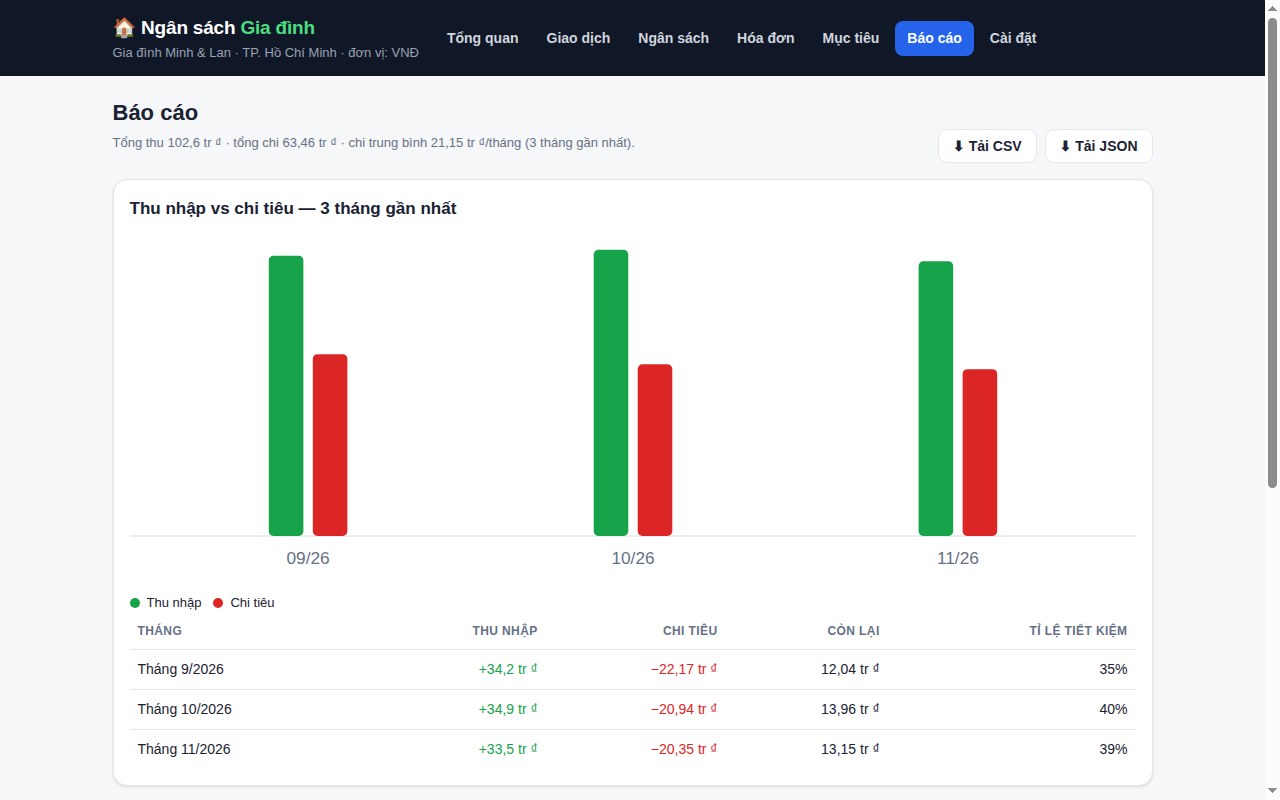 🏠 Ngân sách Gia đình
Gia đình Minh & Lan · TP. Hồ Chí Minh · đơn vị: VNĐ
Tổng quan Giao dịch Ngân sách Hóa đơn Mục tiêu Báo cáo Cài đặt
Báo cáo
Tổng thu 102,6 tr ₫ · tổng chi 63,46 tr ₫ · chi trung bình 21,15 tr ₫/tháng (3 tháng gần nhất).
⬇ Tải CSV ⬇ Tải JSON
Thu nhập vs chi tiêu — 3 tháng gần nhất
09/26 10/26 11/26
Thu nhập Chi tiêu
THÁNG THU NHẬP CHI TIÊU CÒN LẠI TỈ LỆ TIẾT KIỆM
Tháng 9/2026 +34,2 tr ₫ −22,17 tr ₫ 12,04 tr ₫ 35%
Tháng 10/2026 +34,9 tr ₫ −20,94 tr ₫ 13,96 tr ₫ 40%
Tháng 11/2026 +33,5 tr ₫ −20,35 tr ₫ 13,15 tr ₫ 39%